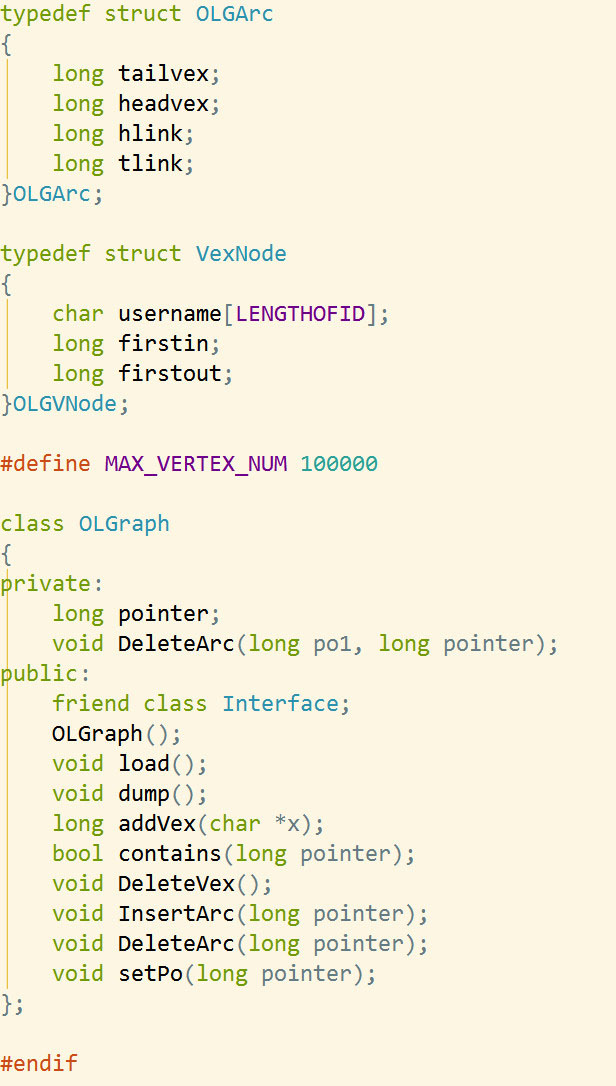 typedef struct OLGArc
{
    long tailvex;
    long headvex;
    long hlink;
    long tlink;
}OLGArc;

typedef struct VexNode
{
    char username[LENGTHOFID];
    long firstin;
    long firstout;
}OLGVNode;

#define MAX_VERTEX_NUM 100000

class OLGraph
{
private:
    long pointer;
    void DeleteArc(long po1, long pointer);
public:
    friend class Interface;
    OLGraph();
    void load();
    void dump();
    long addVex(char *x);
    bool contains(long pointer);
    void DeleteVex();
    void InsertArc(long pointer);
    void DeleteArc(long pointer);
    void setPo(long pointer);
};

#endif